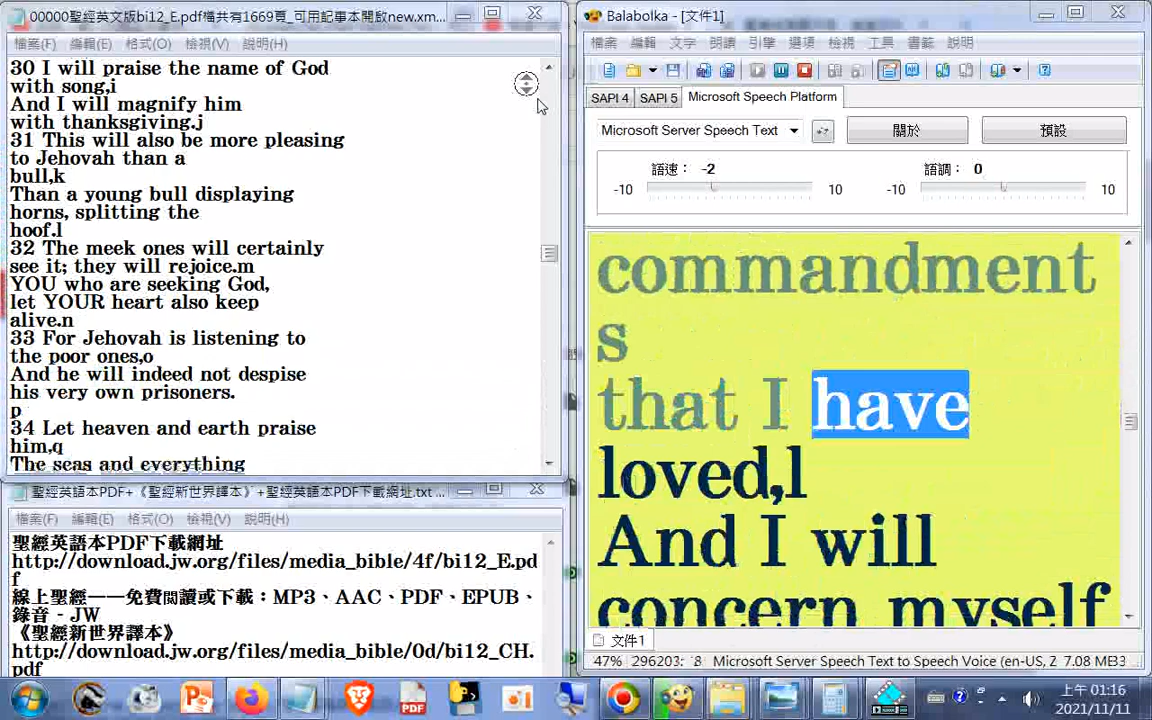 00000聖經英文版bi12_E.pdf檔共有1669頁_可用記事本開啟new.xm...
檔案(F) 編輯(E) 格式(O) 檢視(V) 說明(H)
30 I will praise the name of God
with song,i
And I will magnify him
with thanksgiving.j
31 This will also be more pleasing
to Jehovah than a
bull,k
Than a young bull displaying
horns, splitting the
hoof.l
32 The meek ones will certainly
see it; they will rejoice.m
YOU who are seeking God,
let YOUR heart also keep
alive.n
33 For Jehovah is listening to
the poor ones,o
And he will indeed not despise
his very own prisoners.
p
34 Let heaven and earth praise
him,q
The seas and everything
聖經英語本PDF+《聖經新世界譯本》+聖經英語本PDF下載網址.txt ...
檔案(F) 編輯(E) 格式(O) 檢視(V) 說明(H)
聖經英語本PDF下載網址
http://download.jw.org/files/media_bible/4f/bi12_E.pd
f
線上聖經——免費閱讀或下載：MP3、AAC、PDF、EPUB、
錄音 - JW
《聖經新世界譯本》
http://download.jw.org/files/media_bible/0d/bi12_CH.
pdf
Balabolka - [文件1]
檔案 編輯 文字 朗讀 引擎 選項 檢視 工具 書籤 說明
SAPI 4 SAPI 5 Microsoft Speech Platform
Microsoft Server Speech Text 關於 預設
語速： -2 語調： 0
-10 10 -10 10
commandment
s
that I have
loved,l
And I will
concern myself
文件1
47% Microsoft Server Speech Text to Speech Voice (en-US, Z 7.08 MB
PDF
上午 01:16
2021/11/11